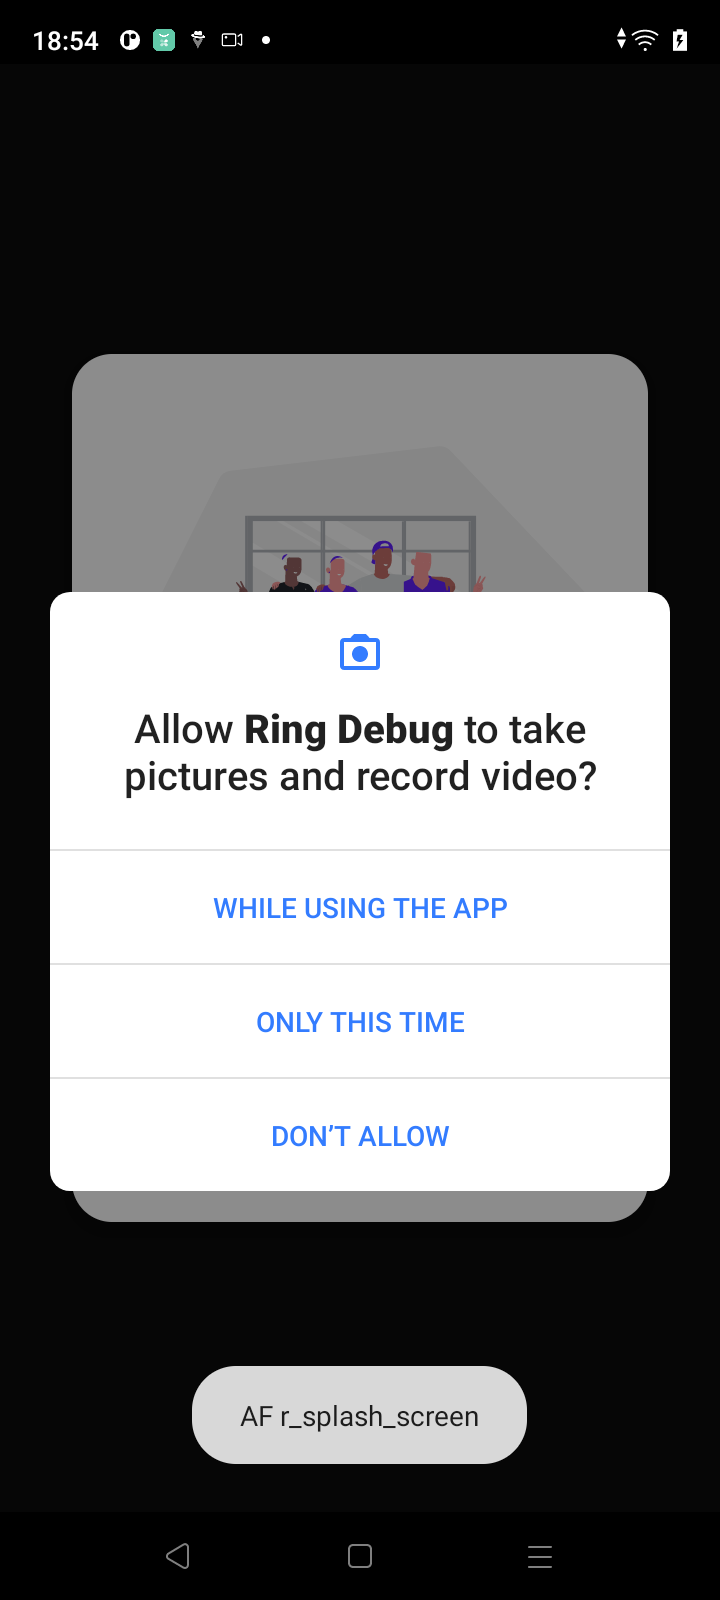 18:54
Allow Ring Debug to take
pictures and record video?
WHILE USING THE APP
ONLY THIS TIME
DON’T ALLOW
AF r_splash_screen